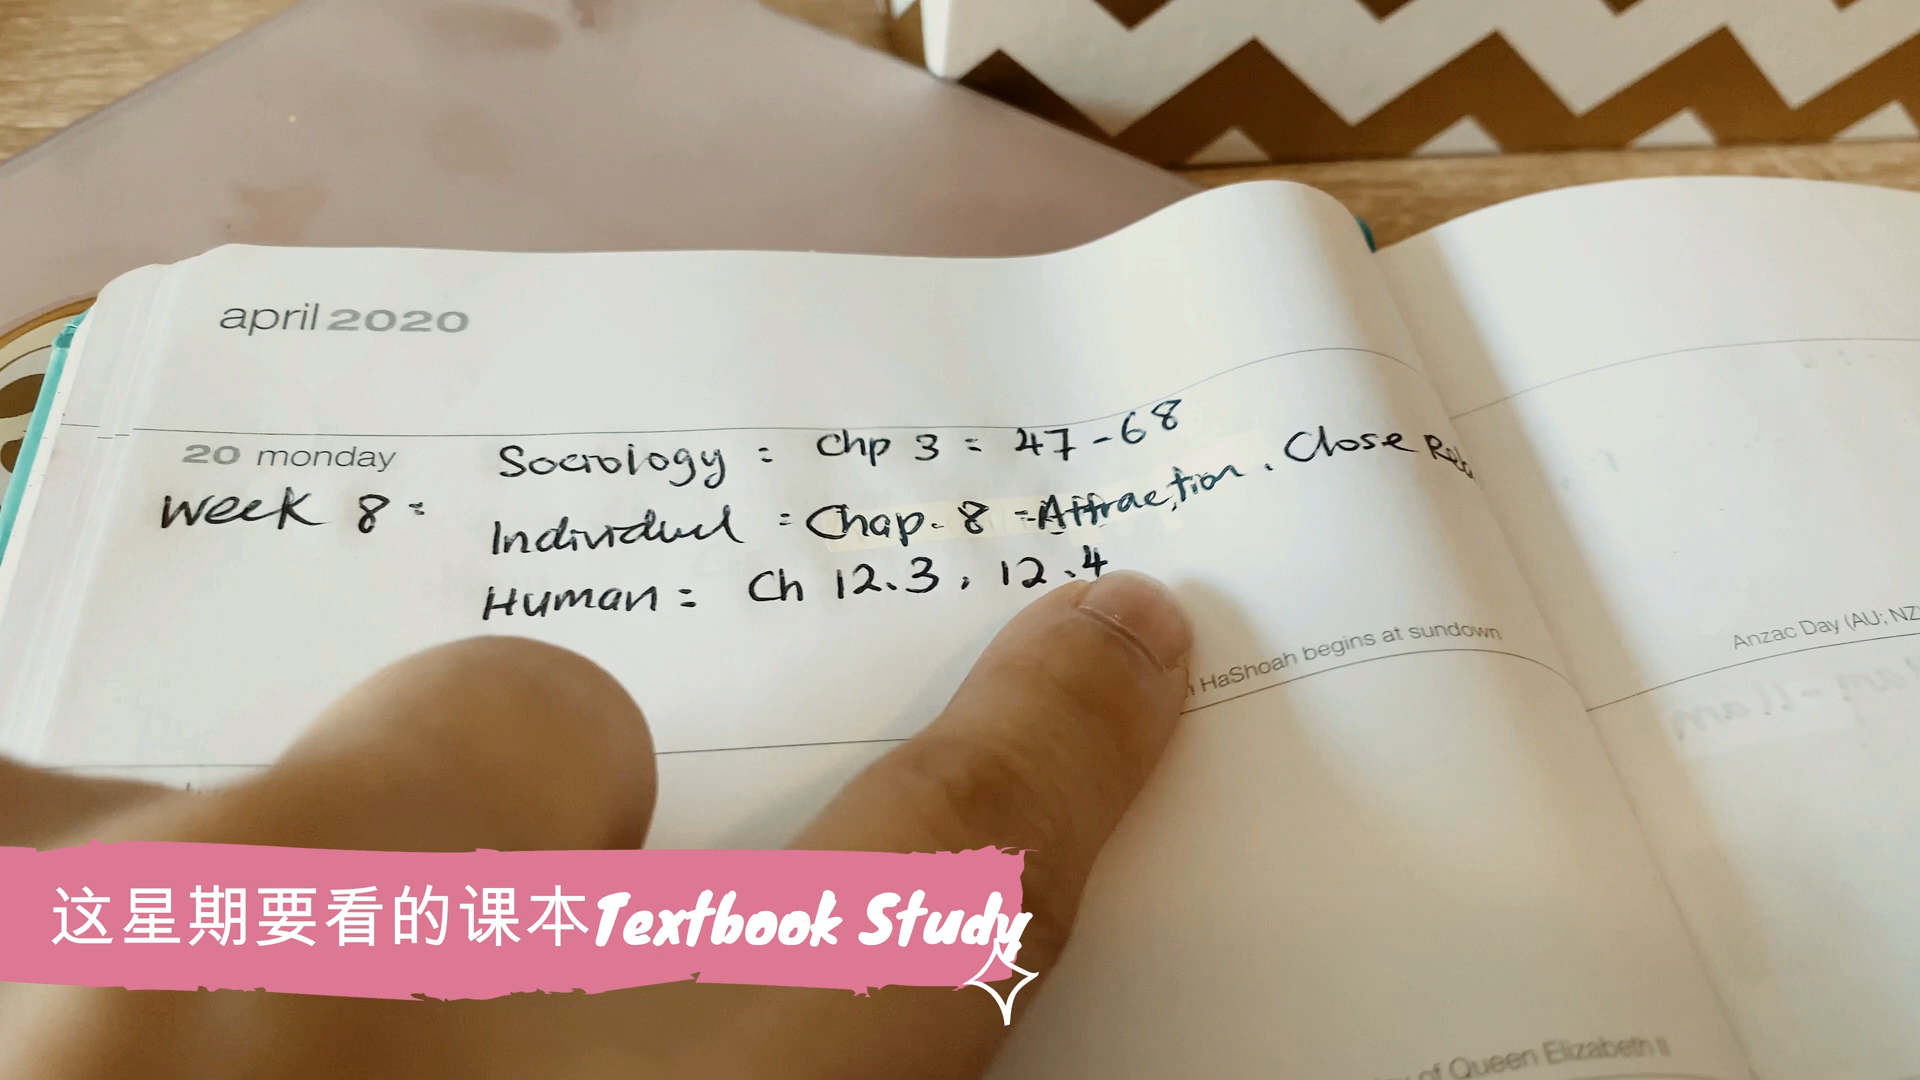 april 2020
20 monday
Week 8 =
Sociology = Chp 3 = 47-68
Individual = Chap. 8 = Attraction. Close
Human = Ch 12.3, 12.4
HaShoah begins at sundown
Anzac Day (AU; NZ)
of Queen Elizabeth II
这星期要看的课本Textbook Study